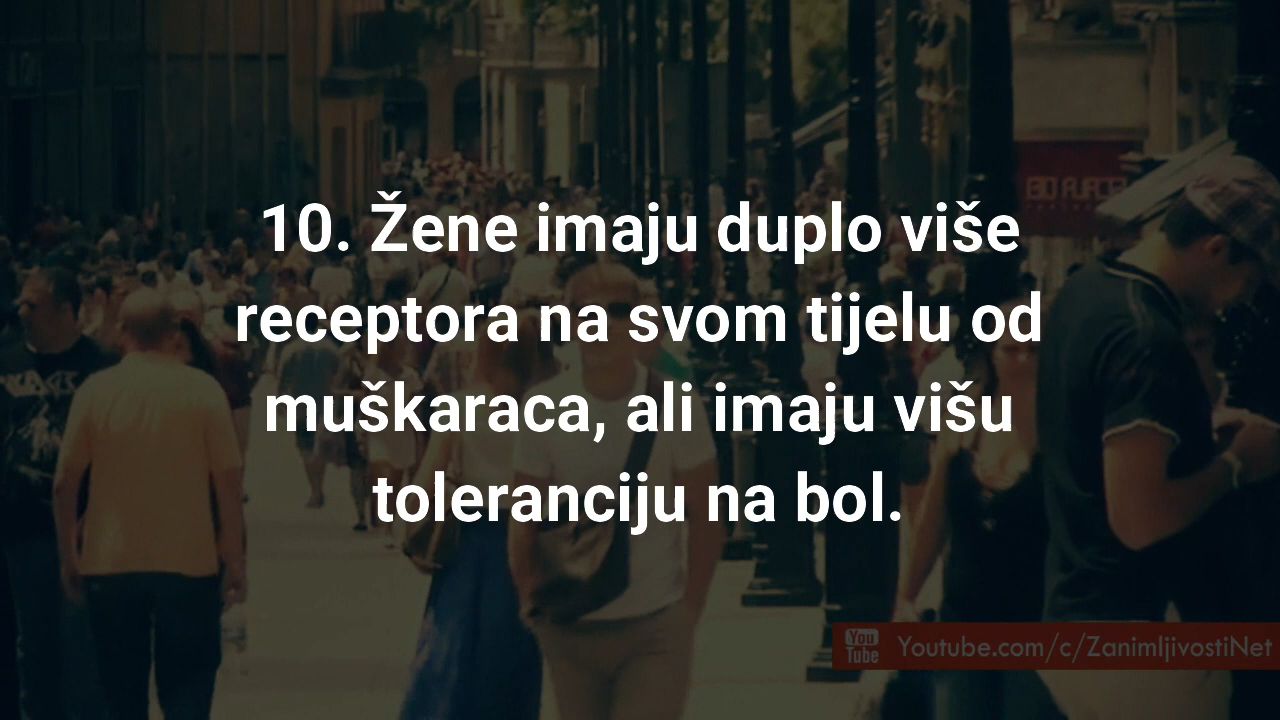 10. Žene imaju duplo više
receptora na svom tijelu od
muškaraca, ali imaju višu
toleranciju na bol.
You
Tube
Youtube.com/c/ZanimljivostiNet